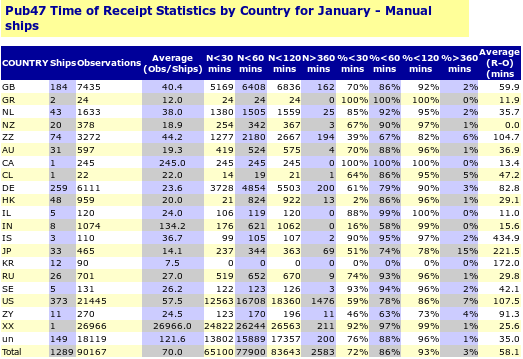 Pub47 Time of Receipt Statistics by Country for January – Manual
ships
COUNTRY Ships Observations Average (Obs/Ships) N<30 mins N<60 mins N<120 mins N>360 mins %<30 mins %<60 mins %<120 mins %>360 mins Average (R-O) (mins
GB 184 7435 40.4 5169 6408 6836 162 70% 86% 92% 2% 59.9
GR 2 24 12.0 24 24 24 0 100% 100% 100% 0% 11.9
NL 43 1633 38.0 1380 1505 1559 25 85% 92% 95% 2% 35.7
NZ 20 378 18.9 254 342 367 3 67% 90% 97% 1% 0.0
ZZ 74 3272 44.2 1277 2180 2667 194 39% 67% 82% 6% 104.7
AU 31 597 19.3 419 524 575 4 70% 88% 96% 1% 36.9
CA 1 245 245.0 245 245 245 0 100% 100% 100% 0% 13.4
CL 1 22 22.0 14 19 21 1 64% 86% 95% 5% 47.2
DE 259 6111 23.6 3728 4854 5503 200 61% 79% 90% 3% 82.8
HK 48 959 20.0 21 824 922 13 2% 86% 96% 1% 29.1
IL 5 120 24.0 106 119 120 0 88% 99% 100% 0% 11.0
IN 8 1074 134.2 176 621 1062 0 16% 58% 99% 0% 15.6
IS 3 110 36.7 99 105 107 2 90% 95% 97% 2% 434.9
JP 33 465 14.1 237 344 363 69 51% 74% 78% 15% 221.5
KR 12 90 7.5 0 0 0 0 0% 0% 0% 0% 172.0
RU 26 701 27.0 519 652 670 9 74% 93% 96% 1% 29.8
SE 5 131 26.2 122 123 126 3 93% 94% 96% 2% 42.1
US 373 21445 57.5 12563 16708 18360 1476 59% 78% 86% 7% 107.5
ZY 11 270 24.5 123 170 196 11 46% 63% 73% 4% 91.3
XX 1 26966 26966.0 24822 26244 26563 211 92% 97% 99% 1% 25.6
un 149 18119 121.6 13802 15889 17357 200 76% 88% 96% 1% 35.0
Total 1289 90167 70.0 65100 77900 83643 2583 72% 86% 93% 3% 58.1